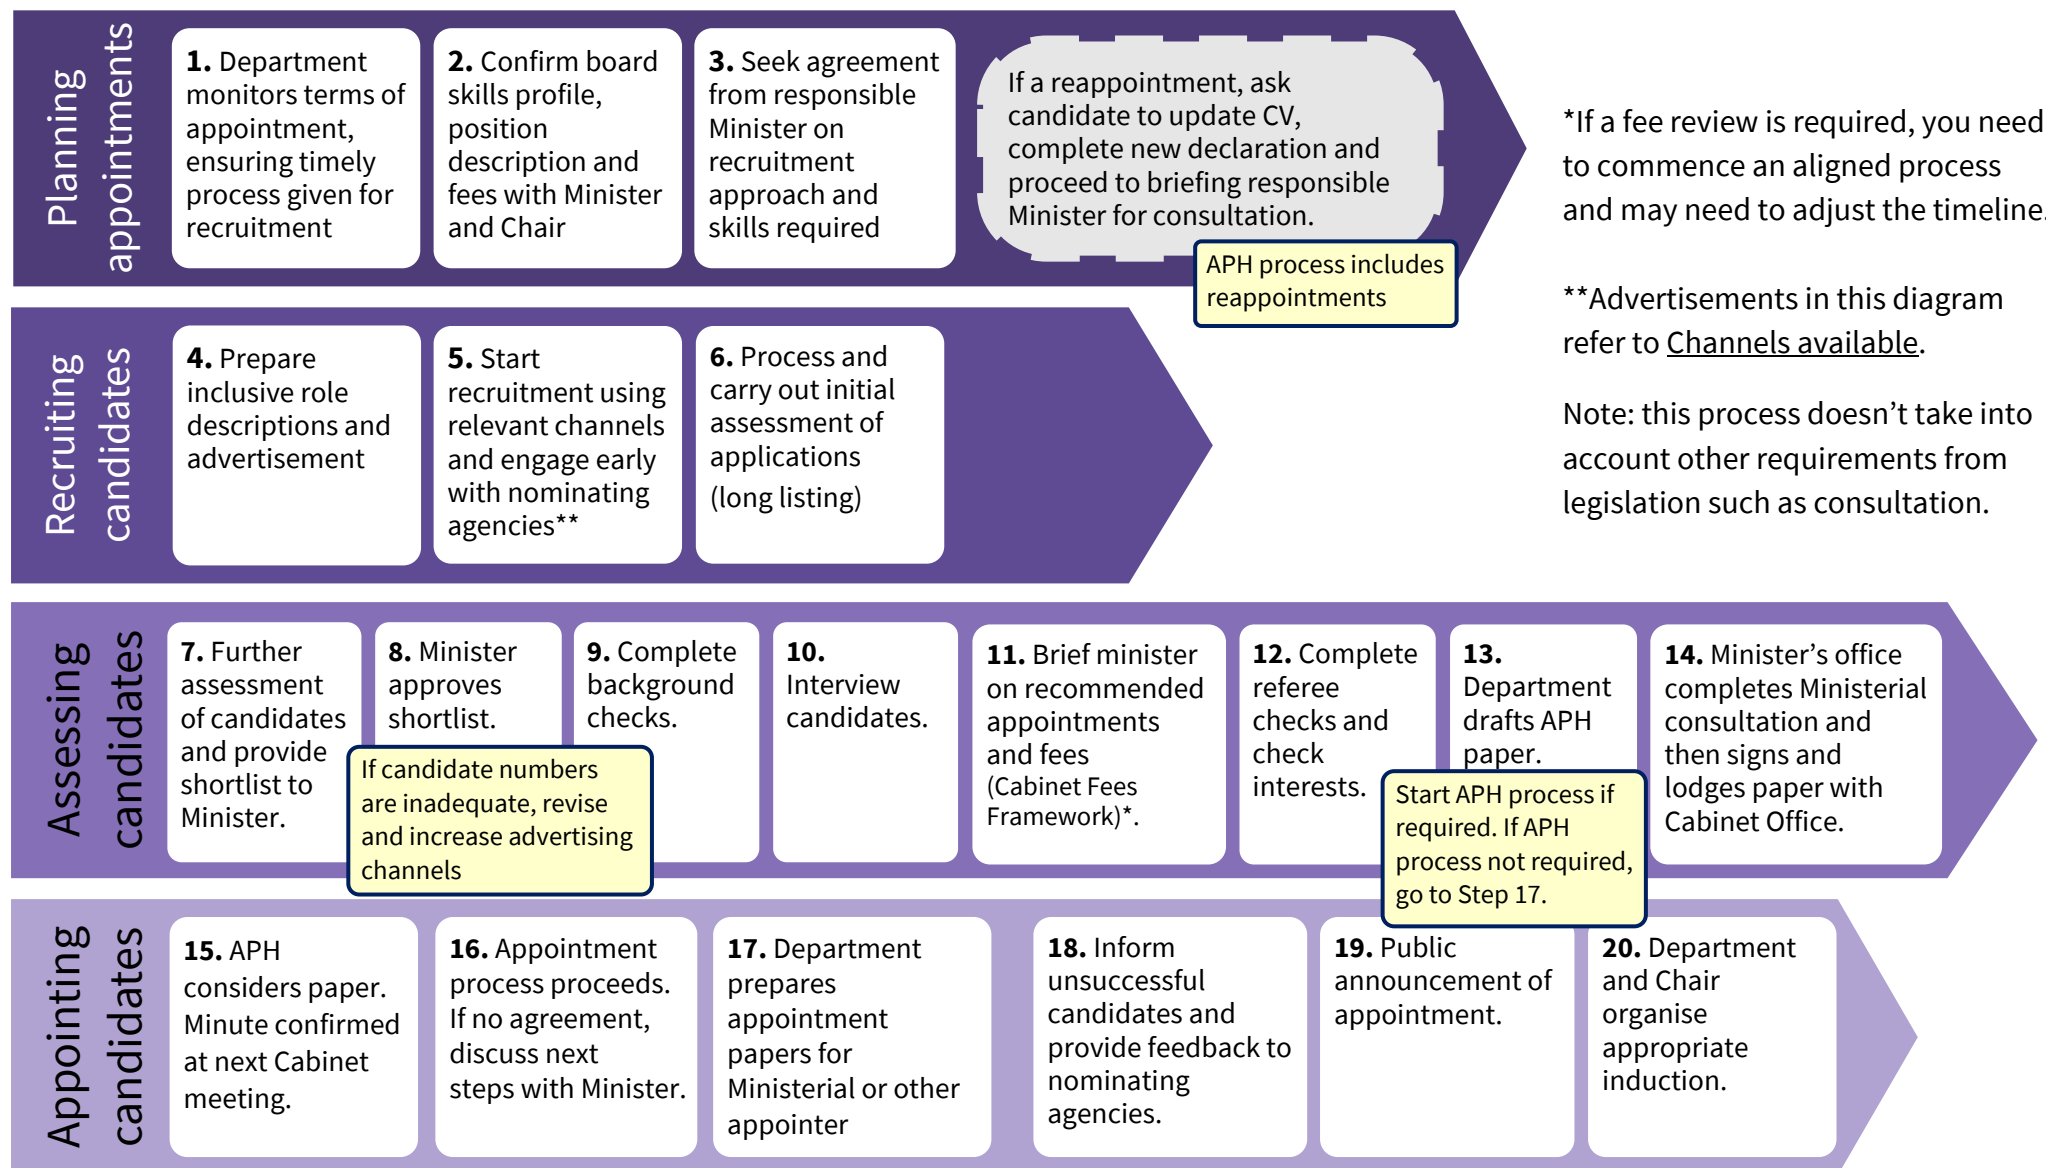 Planning
appointments
1. Department
monitors terms of
appointment,
ensuring timely
process given for
recruitment
2. Confirm board
skills profile,
position
description and
fees with Minister
and Chair
3. Seek agreement
from responsible
Minister on
recruitment
approach and
skills required
If a reappointment, ask
candidate to update CV,
complete new declaration and
proceed to briefing responsible
Minister for consultation.
APH process includes
reappointments
*If a fee review is required, you need
to commence an aligned process
and may need to adjust the timeline.
**Advertisements in this diagram
refer to Channels available.
Note: this process doesn’t take into
account other requirements from
legislation such as consultation.
Recruiting
candidates
4. Prepare
inclusive role
descriptions and
advertisement
5. Start
recruitment using
relevant channels
and engage early
with nominating
agencies**
6. Process and
carry out initial
assessment of
applications
(long listing)
Assessing
candidates
7. Further
assessment
of candidates
and provide
shortlist to
Minister.
8. Minister
approves
shortlist.
If candidate numbers
are inadequate, revise
and increase advertising
channels
9. Complete
background
checks.
10.
Interview
candidates.
11. Brief minister
on recommended
appointments
and fees
(Cabinet Fees
Framework)*.
12. Complete
referee
checks and
check
interests.
13.
Department
drafts APH
paper.
Start APH process if
required. If APH
process not required,
go to Step 17.
14. Minister’s office
completes Ministerial
consultation and
then signs and
lodges paper with
Cabinet Office.
Appointing
candidates
15. APH
considers paper.
Minute confirmed
at next Cabinet
meeting.
16. Appointment
process proceeds.
If no agreement,
discuss next
steps with Minister.
17. Department
prepares
appointment
papers for
Ministerial or other
appointer
18. Inform
unsuccessful
candidates and
provide feedback to
nominating
agencies.
19. Public
announcement of
appointment.
20. Department
and Chair
organise
appropriate
induction.